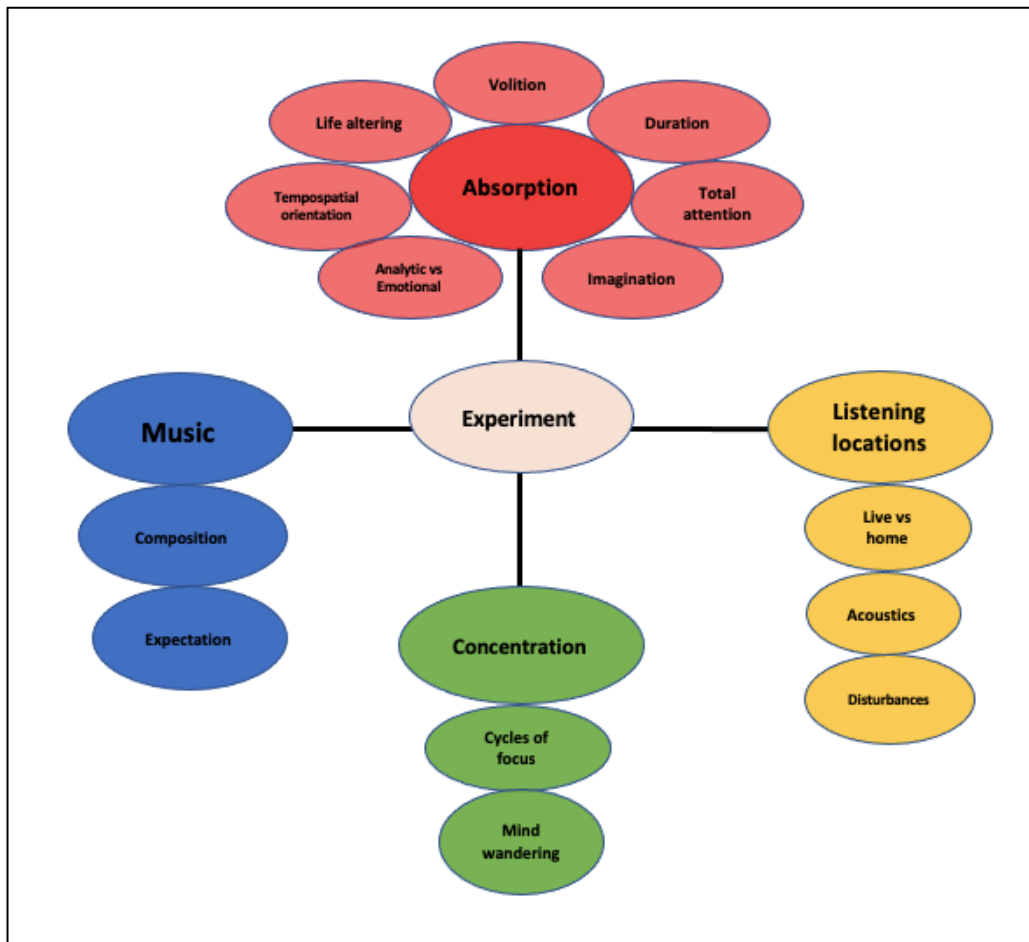 Volition
Life altering
Duration
Absorption
Tempospatial
orientation
Total
attention
Analytic vs
Emotional
Imagination
Experiment
Music
Listening
locations
Composition
Live vs
home
Expectation
Acoustics
Concentration
Disturbances
Cycles of
focus
Mind
wandering